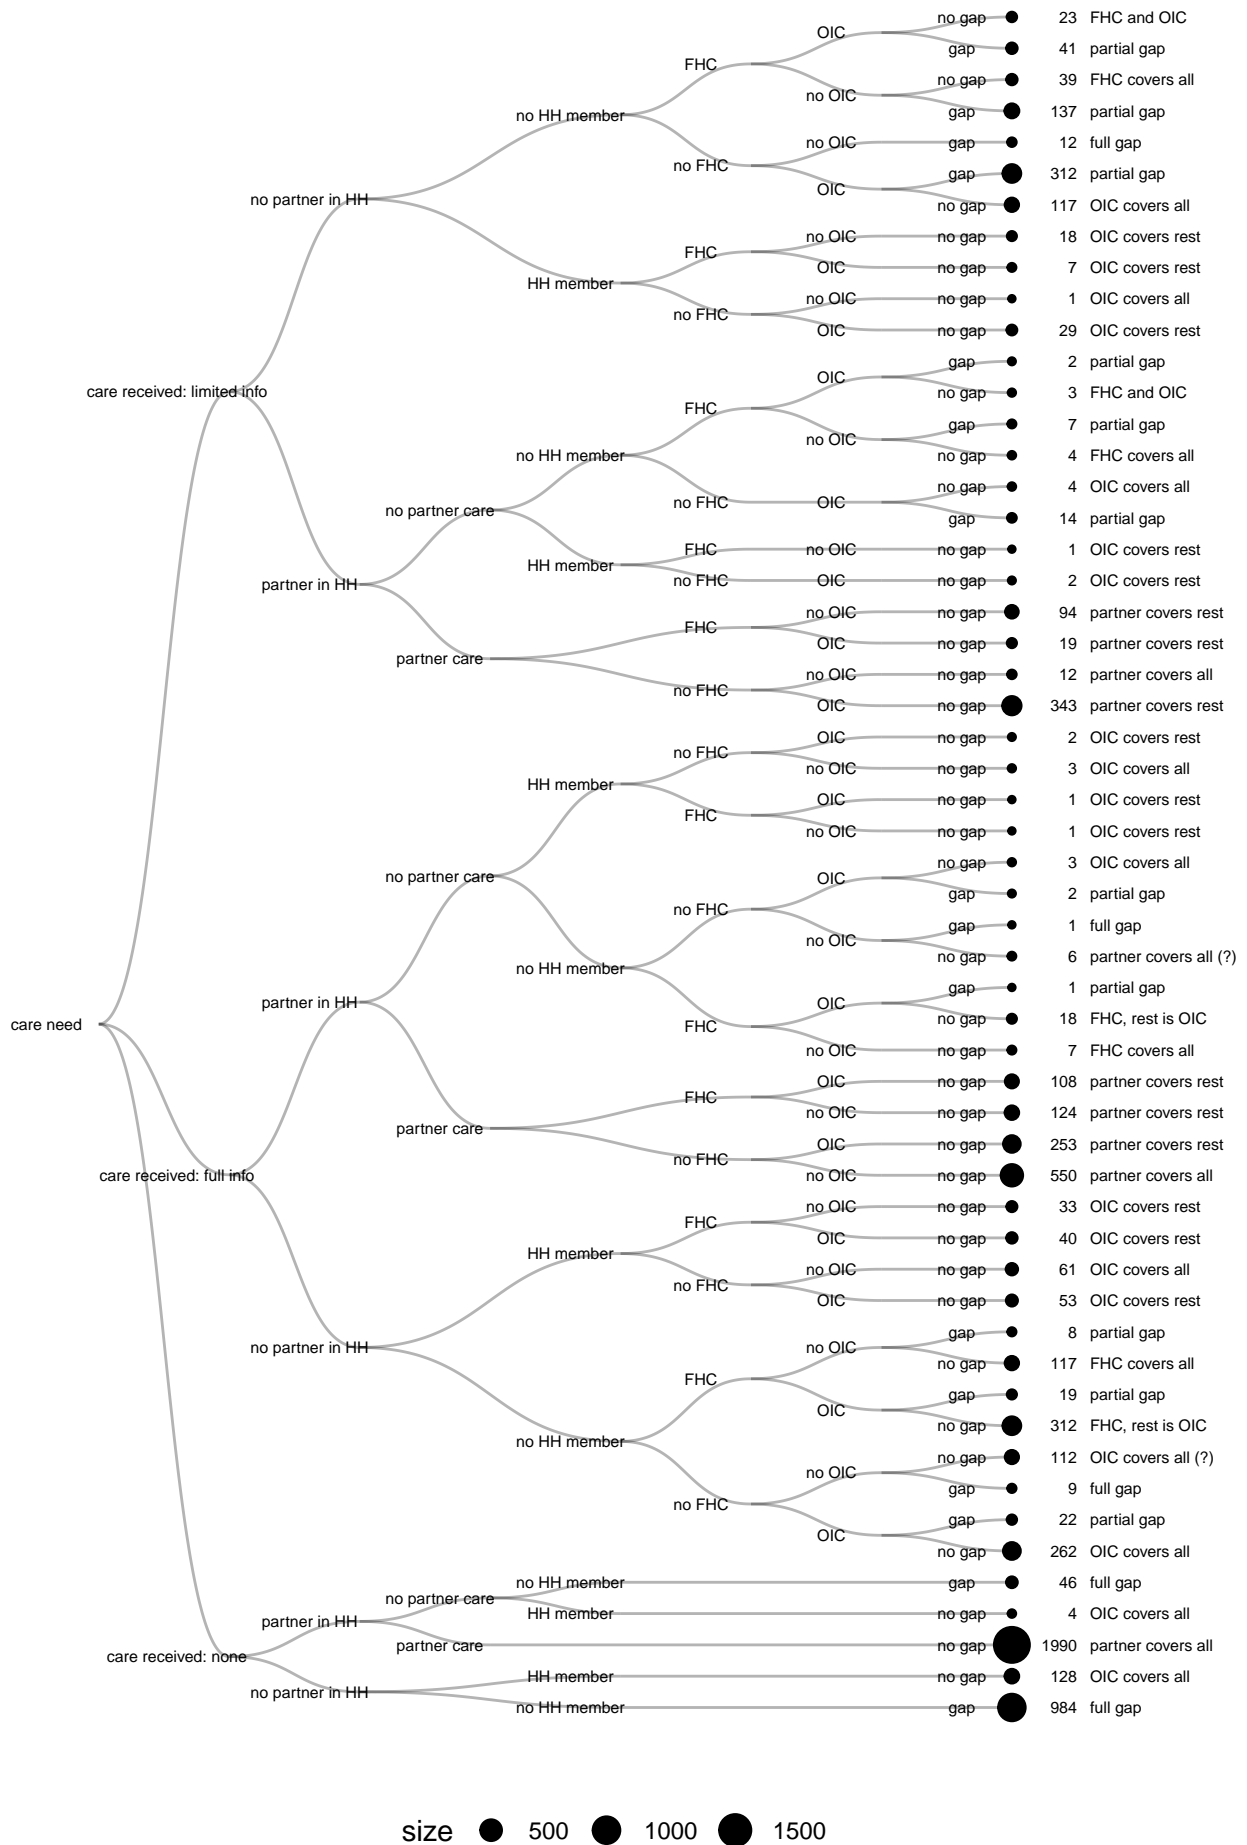 no gap 23 FHC and OIC
OIC
gap 41 partial gap
FHC
no gap 39 FHC covers all
no OIC
gap 137 partial gap
no HH member
no OIC gap 12 full gap
no FHC
gap 312 partial gap
OIC
no partner in HH
no gap 117 OIC covers all
no OIC no gap 18 OIC covers rest
FHC
OIC no gap 7 OIC covers rest
HH member
no OIC no gap 1 OIC covers all
no FHC
OIC no gap 29 OIC covers rest
gap 2 partial gap
OIC
care received: limited info
no gap 3 FHC and OIC
FHC
gap 7 partial gap
no OIC
no HH member
no gap 4 FHC covers all
no gap 4 OIC covers all
no FHC OIC
no partner care
gap 14 partial gap
FHC no OIC no gap 1 OIC covers rest
HH member
no FHC OIC no gap 2 OIC covers rest
partner in HH
no OIC no gap 94 partner covers rest
FHC
OIC no gap 19 partner covers rest
partner care
no OIC no gap 12 partner covers all
no FHC
OIC no gap 343 partner covers rest
OIC no gap 2 OIC covers rest
no FHC
no OIC no gap 3 OIC covers all
HH member
OIC no gap 1 OIC covers rest
FHC
no OIC no gap 1 OIC covers rest
no gap 3 OIC covers all
no partner care
OIC
gap 2 partial gap
no FHC
gap 1 full gap
no OIC
no gap 6 partner covers all (?)
no HH member
gap 1 partial gap
partner in HH
OIC
no gap 18 FHC, rest is OIC
FHC
care need
no OIC no gap 7 FHC covers all
OIC no gap 108 partner covers rest
FHC
no OIC no gap 124 partner covers rest
partner care
OIC no gap 253 partner covers rest
no FHC
care received: full info
no OIC no gap 550 partner covers all
no OIC no gap 33 OIC covers rest
FHC
OIC no gap 40 OIC covers rest
HH member
no OIC no gap 61 OIC covers all
no FHC
OIC no gap 53 OIC covers rest
gap 8 partial gap
no partner in HH
no OIC
no gap 117 FHC covers all
FHC
gap 19 partial gap
OIC
no gap 312 FHC, rest is OIC
no HH member
no gap 112 OIC covers all (?)
no OIC
gap 9 full gap
no FHC
gap 22 partial gap
OIC
no gap 262 OIC covers all
no HH member gap 46 full gap
no partner care
HH member no gap 4 OIC covers all
partner in HH
partner care no gap 1990 partner covers all
care received: none
HH member no gap 128 OIC covers all
no partner in HH
no HH member gap 984 full gap
size 500 1000 1500